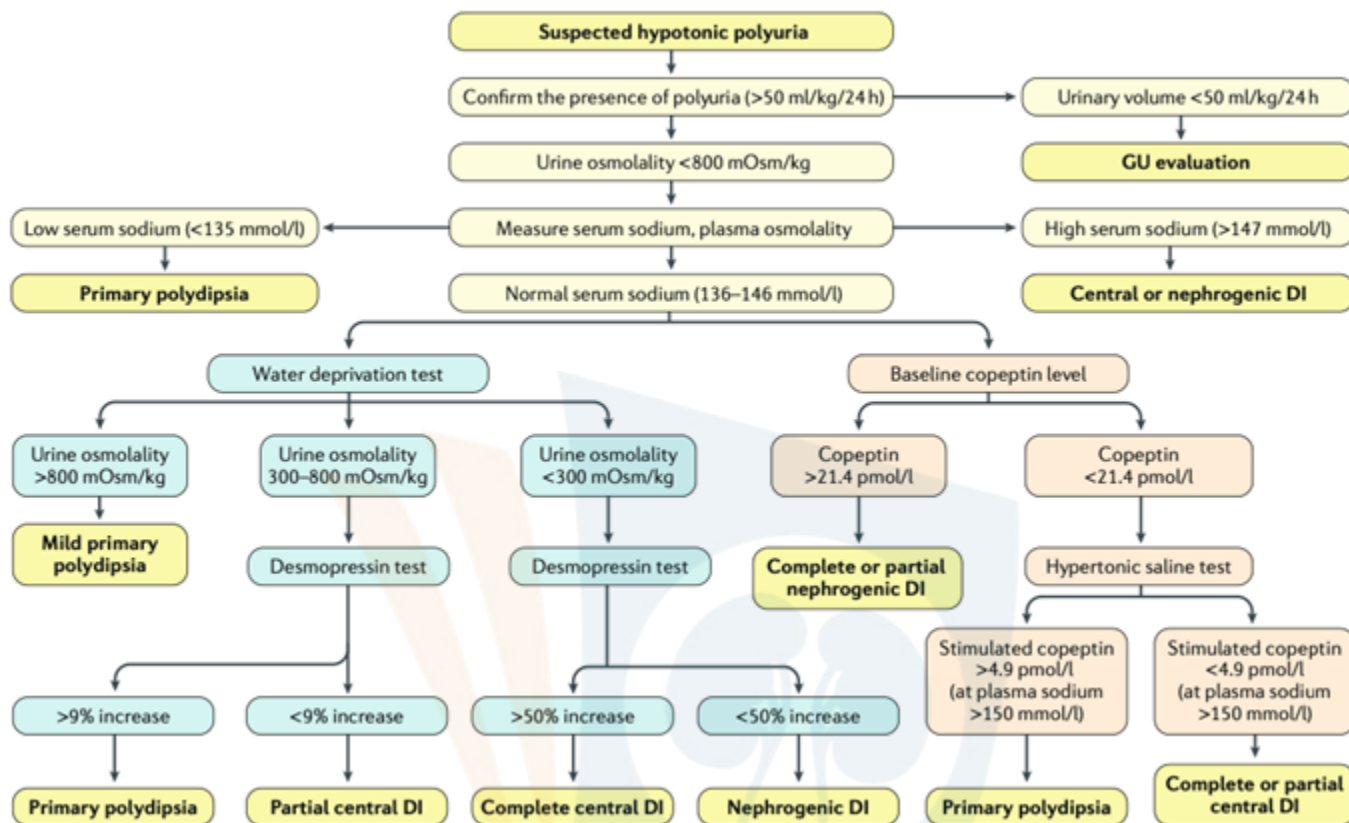 Suspected hypotonic polyuria
Confirm the presence of polyuria (>50 ml/kg/24 h)
Urinary volume <50 ml/kg/24 h
Urine osmolality <800 mOsm/kg
GU evaluation
Low serum sodium (<135 mmol/l)
Measure serum sodium, plasma osmolality
High serum sodium (>147 mmol/l)
Primary polydipsia
Normal serum sodium (136–146 mmol/l)
Central or nephrogenic DI
Water deprivation test
Baseline copeptin level
Urine osmolality
>800 mOsm/kg
Urine osmolality
300–800 mOsm/kg
Urine osmolality
<300 mOsm/kg
Copeptin
>21.4 pmol/l
Copeptin
<21.4 pmol/l
Mild primary
polydipsia
Desmopressin test
Desmopressin test
Complete or partial
nephrogenic DI
Hypertonic saline test
Stimulated copeptin
>4.9 pmol/l
(at plasma sodium
>150 mmol/l)
Stimulated copeptin
<4.9 pmol/l
(at plasma sodium
>150 mmol/l)
>9% increase
<9% increase
>50% increase
<50% increase
Primary polydipsia
Partial central DI
Complete central DI
Nephrogenic DI
Primary polydipsia
Complete or partial
central DI